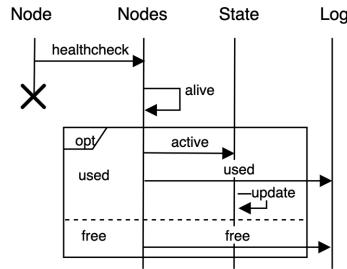 Node Nodes State Log
healthcheck
alive
opt
active
used
used
update
free
free